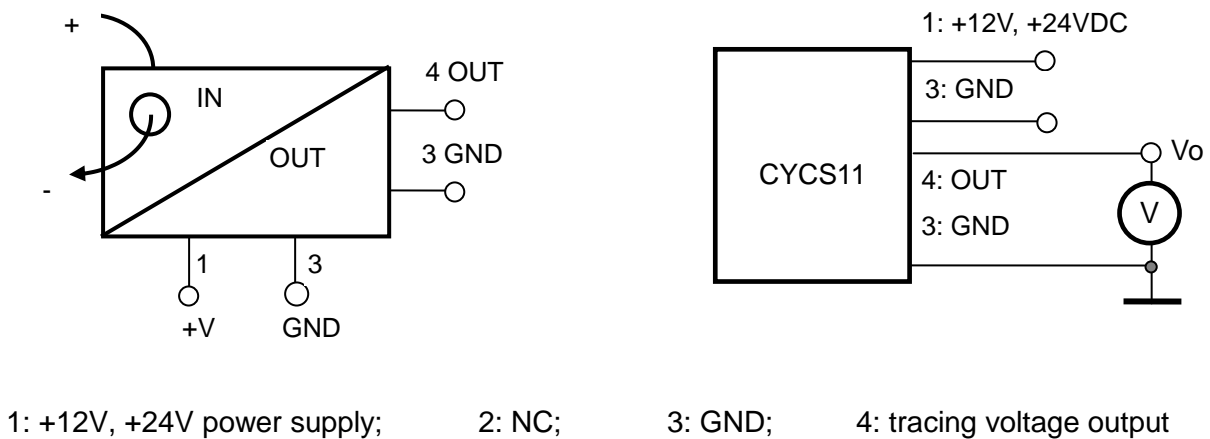 +
IN
OUT
-
4 OUT
3 GND
1
3
+V
GND
1: +12V, +24VDC
3: GND
CYCS11
4: OUT
3: GND
Vo
V
1: +12V, +24V power supply; 2: NC; 3: GND; 4: tracing voltage output